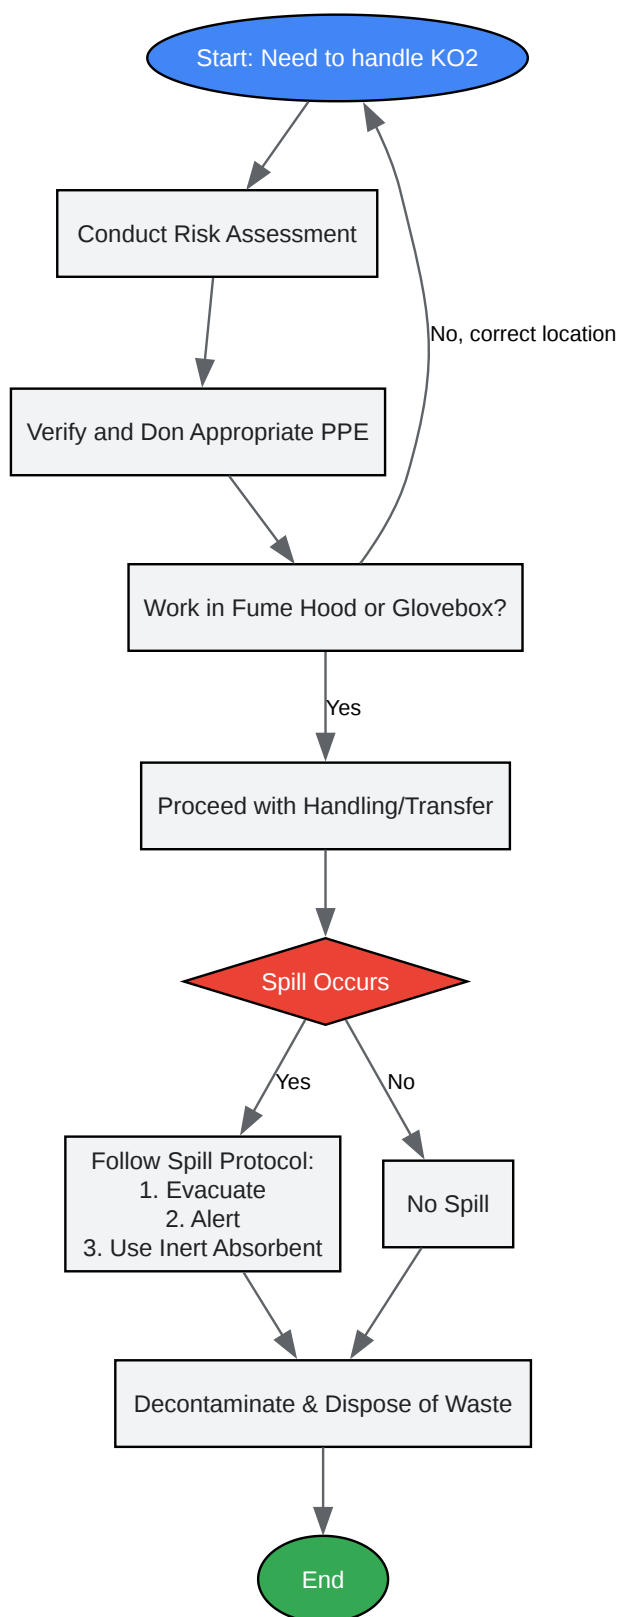 Start: Need to handle KO2
Conduct Risk Assessment
No, correct location
Verify and Don Appropriate PPE
Work in Fume Hood or Glovebox?
Yes
Proceed with Handling/Transfer
Spill Occurs
Yes
No
Follow Spill Protocol:
1. Evacuate
2. Alert
3. Use Inert Absorbent
No Spill
Decontaminate & Dispose of Waste
End